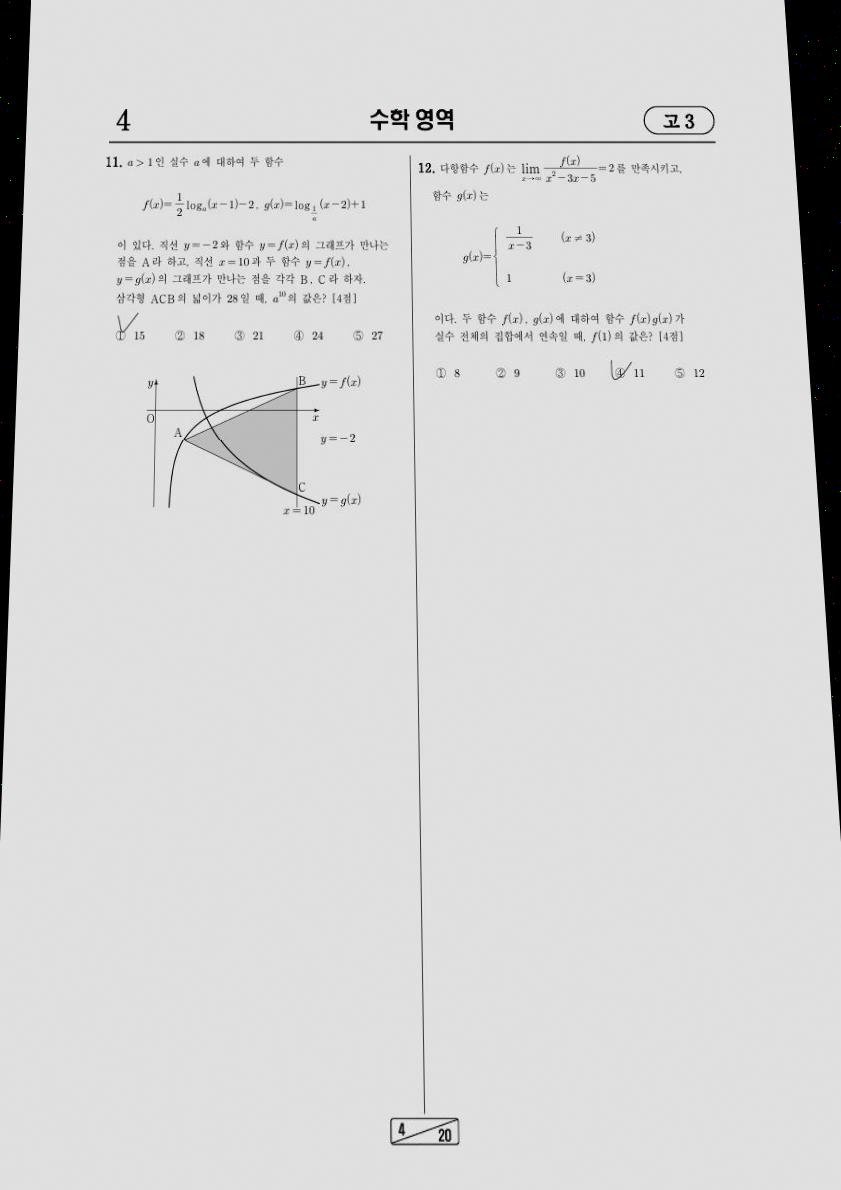 4
수학 영역
고 3
11. a > 1인 실수 a에 대하여 두 함수
f(x)=\frac{1}{2}log_a(x-1)-2, g(x)=log_{\frac{1}{a}}(x-2)+1
이 있다. 직선 y=-2와 함수 y=f(x)의 그래프가 만나는
점을 A라 하고, 직선 x=10과 두 함수 y=f(x),
y=g(x)의 그래프가 만나는 점을 각각 B, C라 하자.
삼각형 ACB의 넓이가 28일 때, a^{10}의 값은? [4점]
① 15 ② 18 ③ 21 ④ 24 ⑤ 27
y
B
y=f(x)
O
x
A
y=-2
C
y=g(x)
x=10
12. 다항함수 f(x)는 \lim_{x→∞}\frac{f(x)}{x^2-3x-5}=2를 만족시키고,
함수 g(x)는
g(x)=
\frac{1}{x-3} (x≠3)
1 (x=3)
이다. 두 함수 f(x), g(x)에 대하여 함수 f(x)g(x)가
실수 전체의 집합에서 연속일 때, f(1)의 값은? [4점]
① 8 ② 9 ③ 10 ④ 11 ⑤ 12
4
20